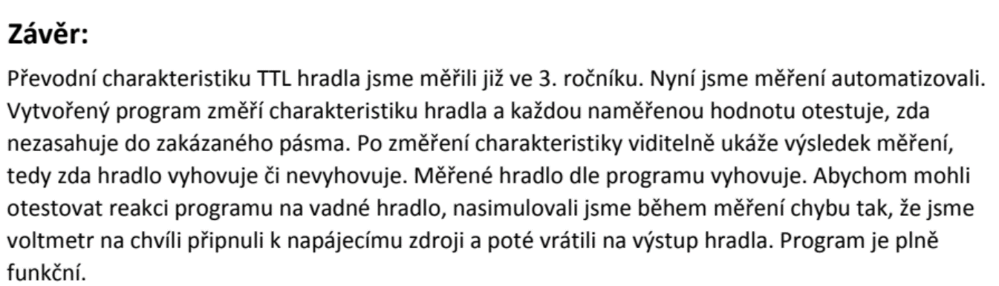 Závěr:
Převodní charakteristiku TTL hradla jsme měřili již ve 3. ročníku. Nyní jsme měření automatizovali.
Vytvořený program změří charakteristiku hradla a každou naměřenou hodnotu otestuje, zda
nezasahuje do zakázaného pásma. Po změření charakteristiky viditelně ukáže výsledek měření,
tedy zda hradlo vyhovuje či nevyhovuje. Měřené hradlo dle programu vyhovuje. Abychom mohli
otestovat reakci programu na vadné hradlo, nasimulovali jsme během měření chybu tak, že jsme
voltmetr na chvíli připnuli k napájecímu zdroji a poté vrátili na výstup hradla. Program je plně
funkční.